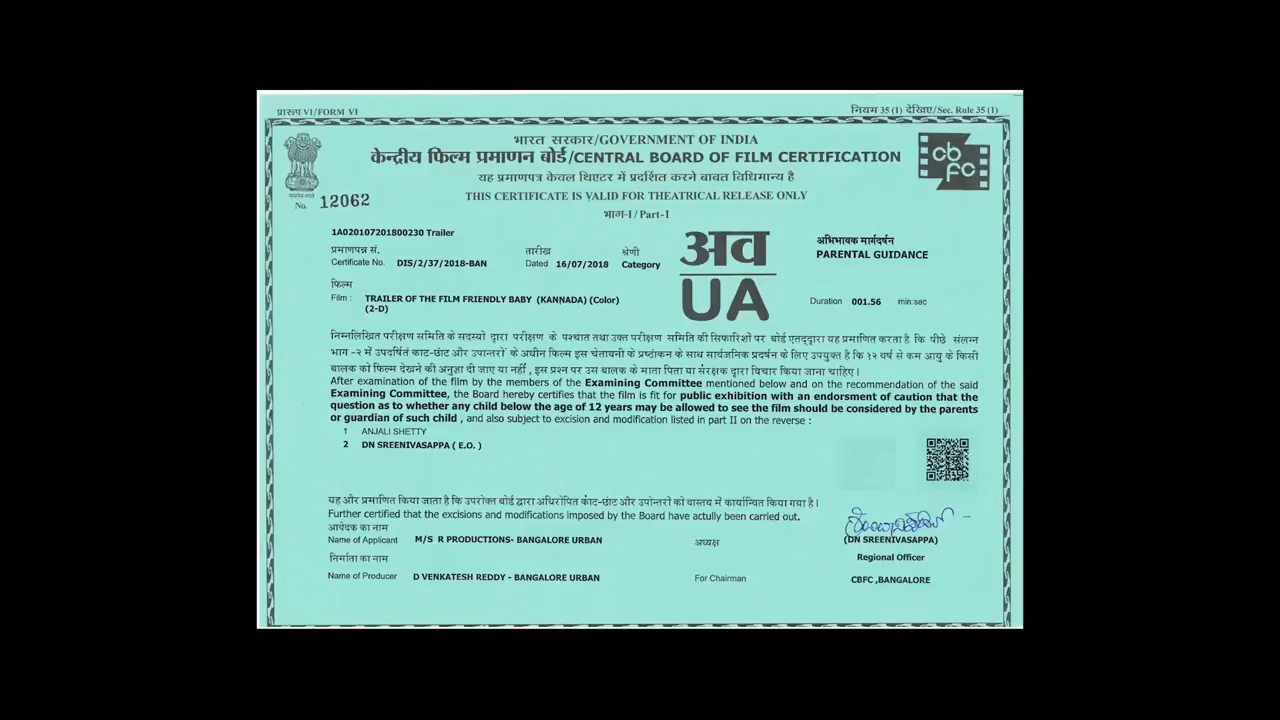 प्रारूप VI/FORM VI
नियम 35 (1) देखिए/Sec. Rule 35 (1)
भारत सरकार/GOVERNMENT OF INDIA
केन्द्रीय फिल्म प्रमाणन बोर्ड/CENTRAL BOARD OF FILM CERTIFICATION
यह प्रमाणपत्र केवल थिएटर में प्रदर्शित करने बाबत विधिमान्य है
THIS CERTIFICATE IS VALID FOR THEATRICAL RELEASE ONLY
भाग-I / Part-I
cb
fc
No. 12062
1A020107201800230 Trailer
प्रमाणपत्र सं.
Certificate No. DIS/2/37/2018-BAN
तारीख
Dated 16/07/2018
श्रेणी
Category
अव
UA
अभिभावक मार्गदर्षन
PARENTAL GUIDANCE
फिल्म
Film : TRAILER OF THE FILM FRIENDLY BABY (KANNADA) (Color)
(2-D)
Duration 001.56 min:sec
निम्नलिखित परीक्षण समिति के सदस्यों द्वारा परीक्षण के पश्चात तथा उक्त परीक्षण समिति की सिफारिशों पर बोर्ड एतद्द्वारा यह प्रमाणित करता है कि पीछे संलग्न
भाग -२ में उपदर्षित काट-छांट और उपान्तरों के अधीन फिल्म इस चेतावनी के प्रष्ठांकन के साथ सार्वजनिक प्रदर्षन के लिए उपयुक्त है कि १२ वर्ष से कम आयु के किसी
बालक को फिल्म देखने की अनुज्ञा दी जाए या नहीं , इस प्रश्न पर उस बालक के माता पिता या संरक्षक द्वारा विचार किया जाना चाहिए।
After examination of the film by the members of the Examining Committee mentioned below and on the recommendation of the said
Examining Committee, the Board hereby certifies that the film is fit for public exhibition with an endorsement of caution that the
question as to whether any child below the age of 12 years may be allowed to see the film should be considered by the parents
or guardian of such child , and also subject to excision and modification listed in part II on the reverse :
1 ANJALI SHETTY
2 DN SREENIVASAPPA ( E.O. )
यह और प्रमाणित किया जाता है कि उपरोक्त बोर्ड द्वारा अधिरोपित काट-छांट और उपोन्तरों को वास्तय में कार्यान्वित किया गया है।
Further certified that the excisions and modifications imposed by the Board have actully been carried out.
आवेदक का नाम
Name of Applicant M/S R PRODUCTIONS- BANGALORE URBAN
अध्यक्ष
(DN SREENIVASAPPA)
निर्माता का नाम
Regional Officer
Name of Producer D VENKATESH REDDY - BANGALORE URBAN
For Chairman
CBFC ,BANGALORE